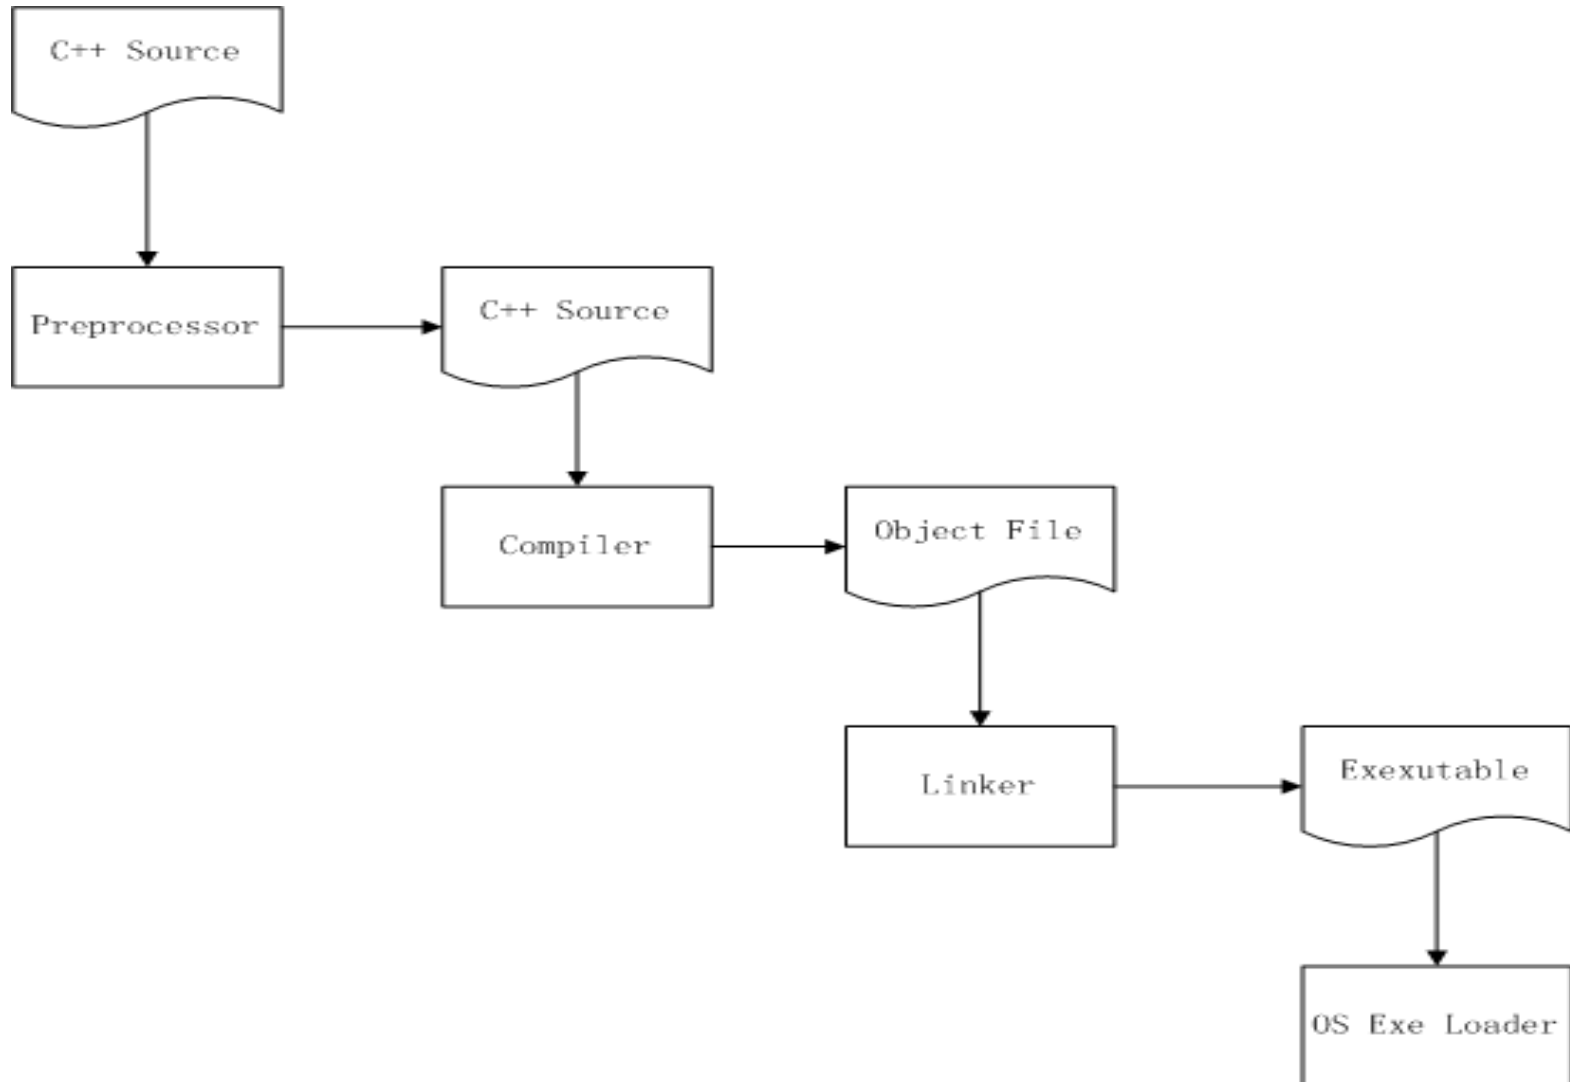 C++ Source
Preprocessor
C++ Source
Compiler
Object File
Linker
Exexutable
OS Exe Loader